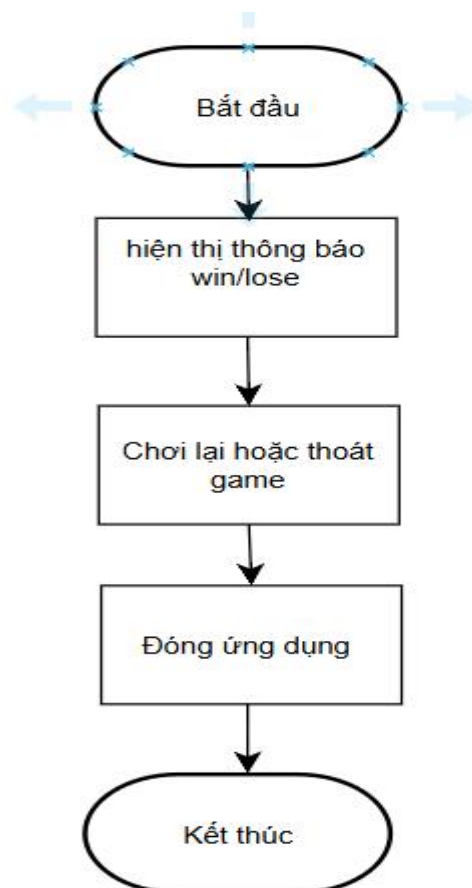 Bắt đầu
hiện thị thông báo
win/lose
Chơi lại hoặc thoát
game
Đóng ứng dụng
Kết thúc